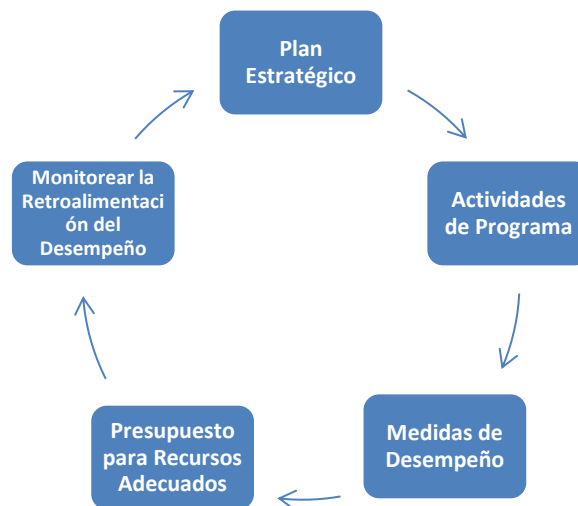 Plan
Estratégico
Actividades
de Programa
Medidas de
Desempeño
Presupuesto
para Recursos
Adecuados
Monitorear la
Retroalimentaci
ón del
Desempeño